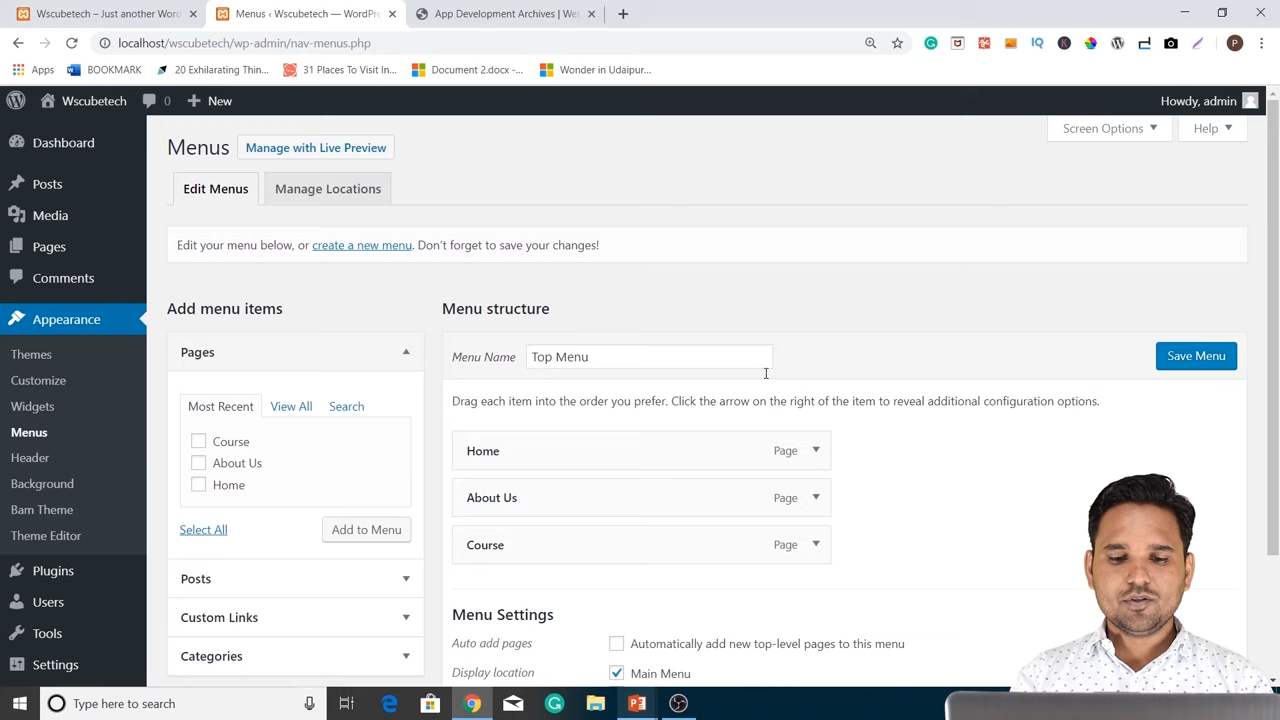 Wscubetech – Just another Word
Menus ‹ Wscubetech — WordPre
App Development Archives | Web
localhost/wscubetech/wp-admin/nav-menus.php
Apps
BOOKMARK
20 Exhilarating Thin...
31 Places To Visit In...
Document 2.docx -...
Wonder in Udaipur...
Wscubetech
0
New
Howdy, admin
Screen Options
Help
Dashboard
Posts
Media
Pages
Comments
Appearance
Themes
Customize
Widgets
Menus
Header
Background
Bam Theme
Theme Editor
Plugins
Users
Tools
Settings
Menus
Manage with Live Preview
Edit Menus
Manage Locations
Edit your menu below, or create a new menu. Don’t forget to save your changes!
Add menu items
Pages
Most Recent
View All
Search
Course
About Us
Home
Select All
Add to Menu
Posts
Custom Links
Categories
Menu structure
Menu Name
Top Menu
Save Menu
Drag each item into the order you prefer. Click the arrow on the right of the item to reveal additional configuration options.
Home
Page
About Us
Page
Course
Page
Menu Settings
Auto add pages
Automatically add new top-level pages to this menu
Display location
Main Menu
Type here to search